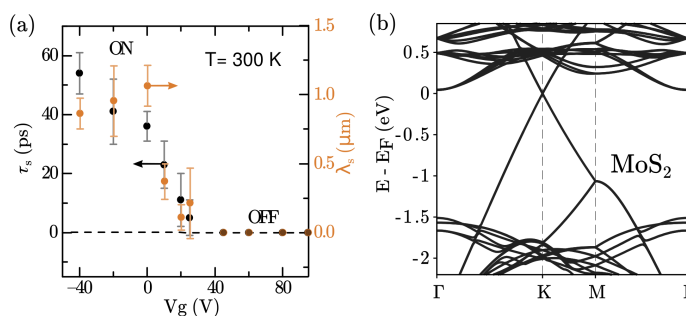 (a)
ON
T= 300 K
OFF
τs (ps)
60
40
20
0
λs (μm)
1.5
1.0
0.5
0.0
−40
0
40
80
Vg (V)
(b)
MoS2
E - EF (eV)
0.5
0
-0.5
-1
-1.5
-2
Γ
K
M